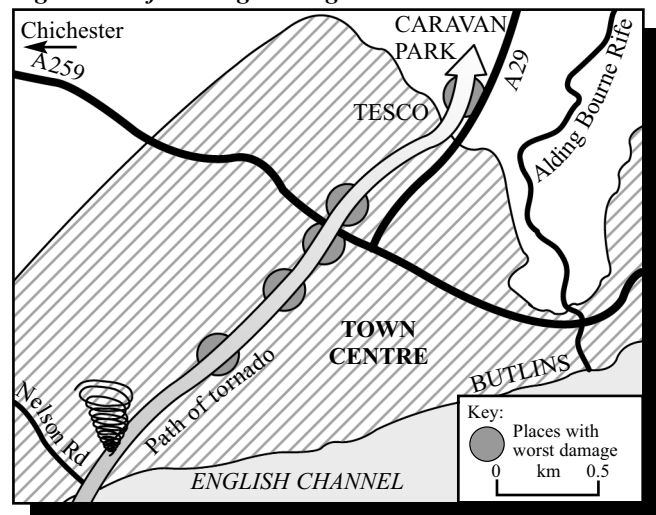 Chichester
A259
CARAVAN
PARK
A29
TESCO
Alding Bourne Rife
TOWN
CENTRE
Nelson Rd
Path of tornado
BUTLINS
ENGLISH CHANNEL
Key:
Places with
worst damage
0 km 0.5